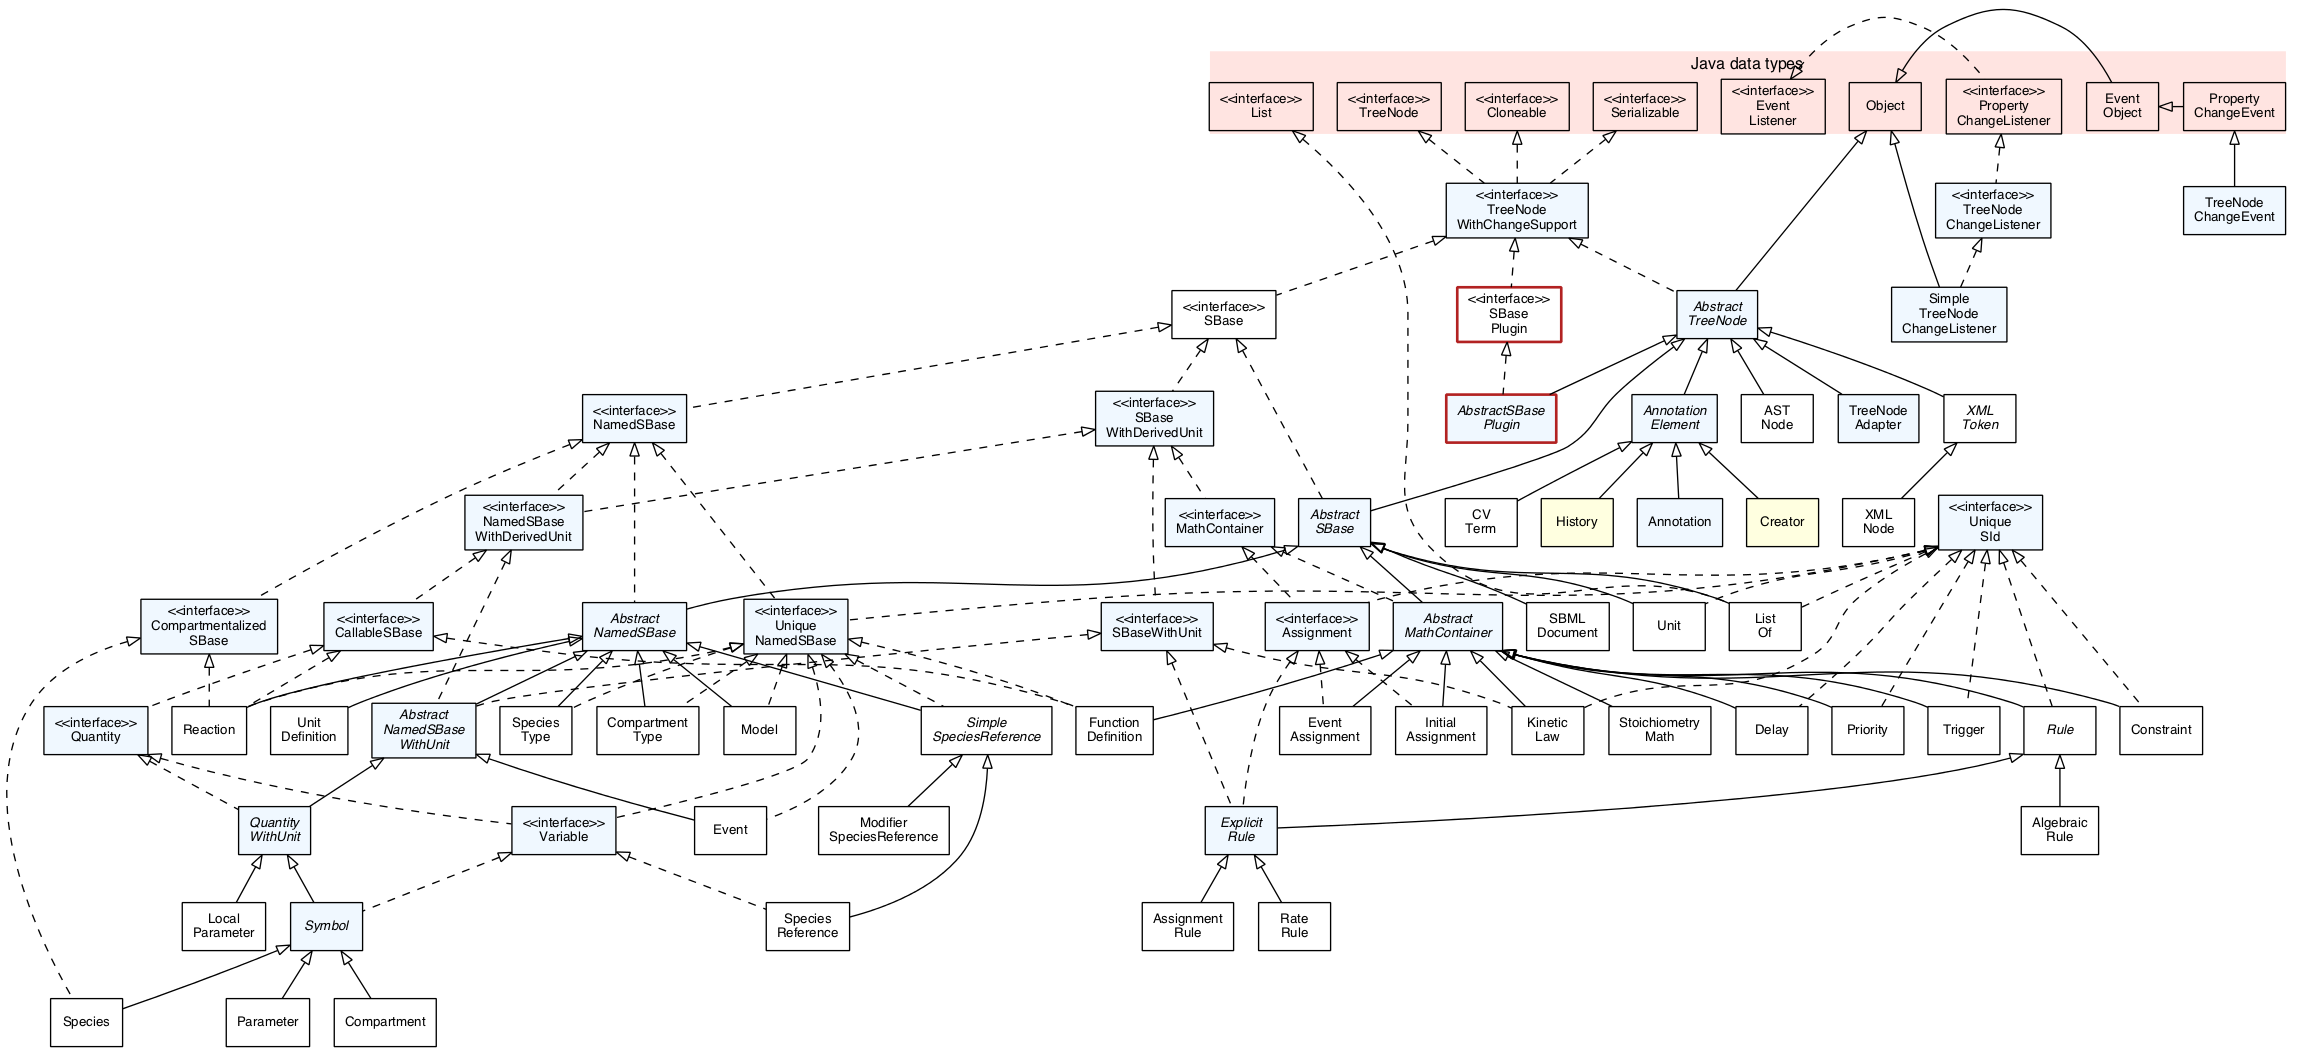 Java data types
<<interface>>
List
<<interface>>
TreeNode
<<interface>>
Cloneable
<<interface>>
Serializable
<<interface>>
Event
Listener
Object
<<interface>>
Property
ChangeListener
Event
Object
Property
ChangeEvent
<<interface>>
TreeNode
WithChangeSupport
<<interface>>
TreeNode
ChangeListener
TreeNode
ChangeEvent
<<interface>>
SBase
<<interface>>
SBase
Plugin
Abstract
TreeNode
Simple
TreeNode
ChangeListener
<<interface>>
NamedSBase
<<interface>>
SBase
WithDerivedUnit
AbstractSBase
Plugin
Annotation
Element
AST
Node
TreeNode
Adapter
XML
Token
<<interface>>
NamedSBase
WithDerivedUnit
<<interface>>
MathContainer
Abstract
SBase
CV
Term
History
Annotation
Creator
XML
Node
<<interface>>
Unique
SId
<<interface>>
Compartmentalized
SBase
<<interface>>
CallableSBase
Abstract
NamedSBase
<<interface>>
Unique
NamedSBase
<<interface>>
SBaseWithUnit
<<interface>>
Assignment
Abstract
MathContainer
SBML
Document
Unit
List
Of
<<interface>>
Quantity
Reaction
Unit
Definition
Abstract
NamedSBase
WithUnit
Species
Type
Compartment
Type
Model
Simple
SpeciesReference
Function
Definition
Event
Assignment
Initial
Assignment
Kinetic
Law
Stoichiometry
Math
Delay
Priority
Trigger
Rule
Constraint
Quantity
WithUnit
<<interface>>
Variable
Event
Modifier
SpeciesReference
Explicit
Rule
Algebraic
Rule
Local
Parameter
Symbol
Species
Reference
Assignment
Rule
Rate
Rule
Species
Parameter
Compartment